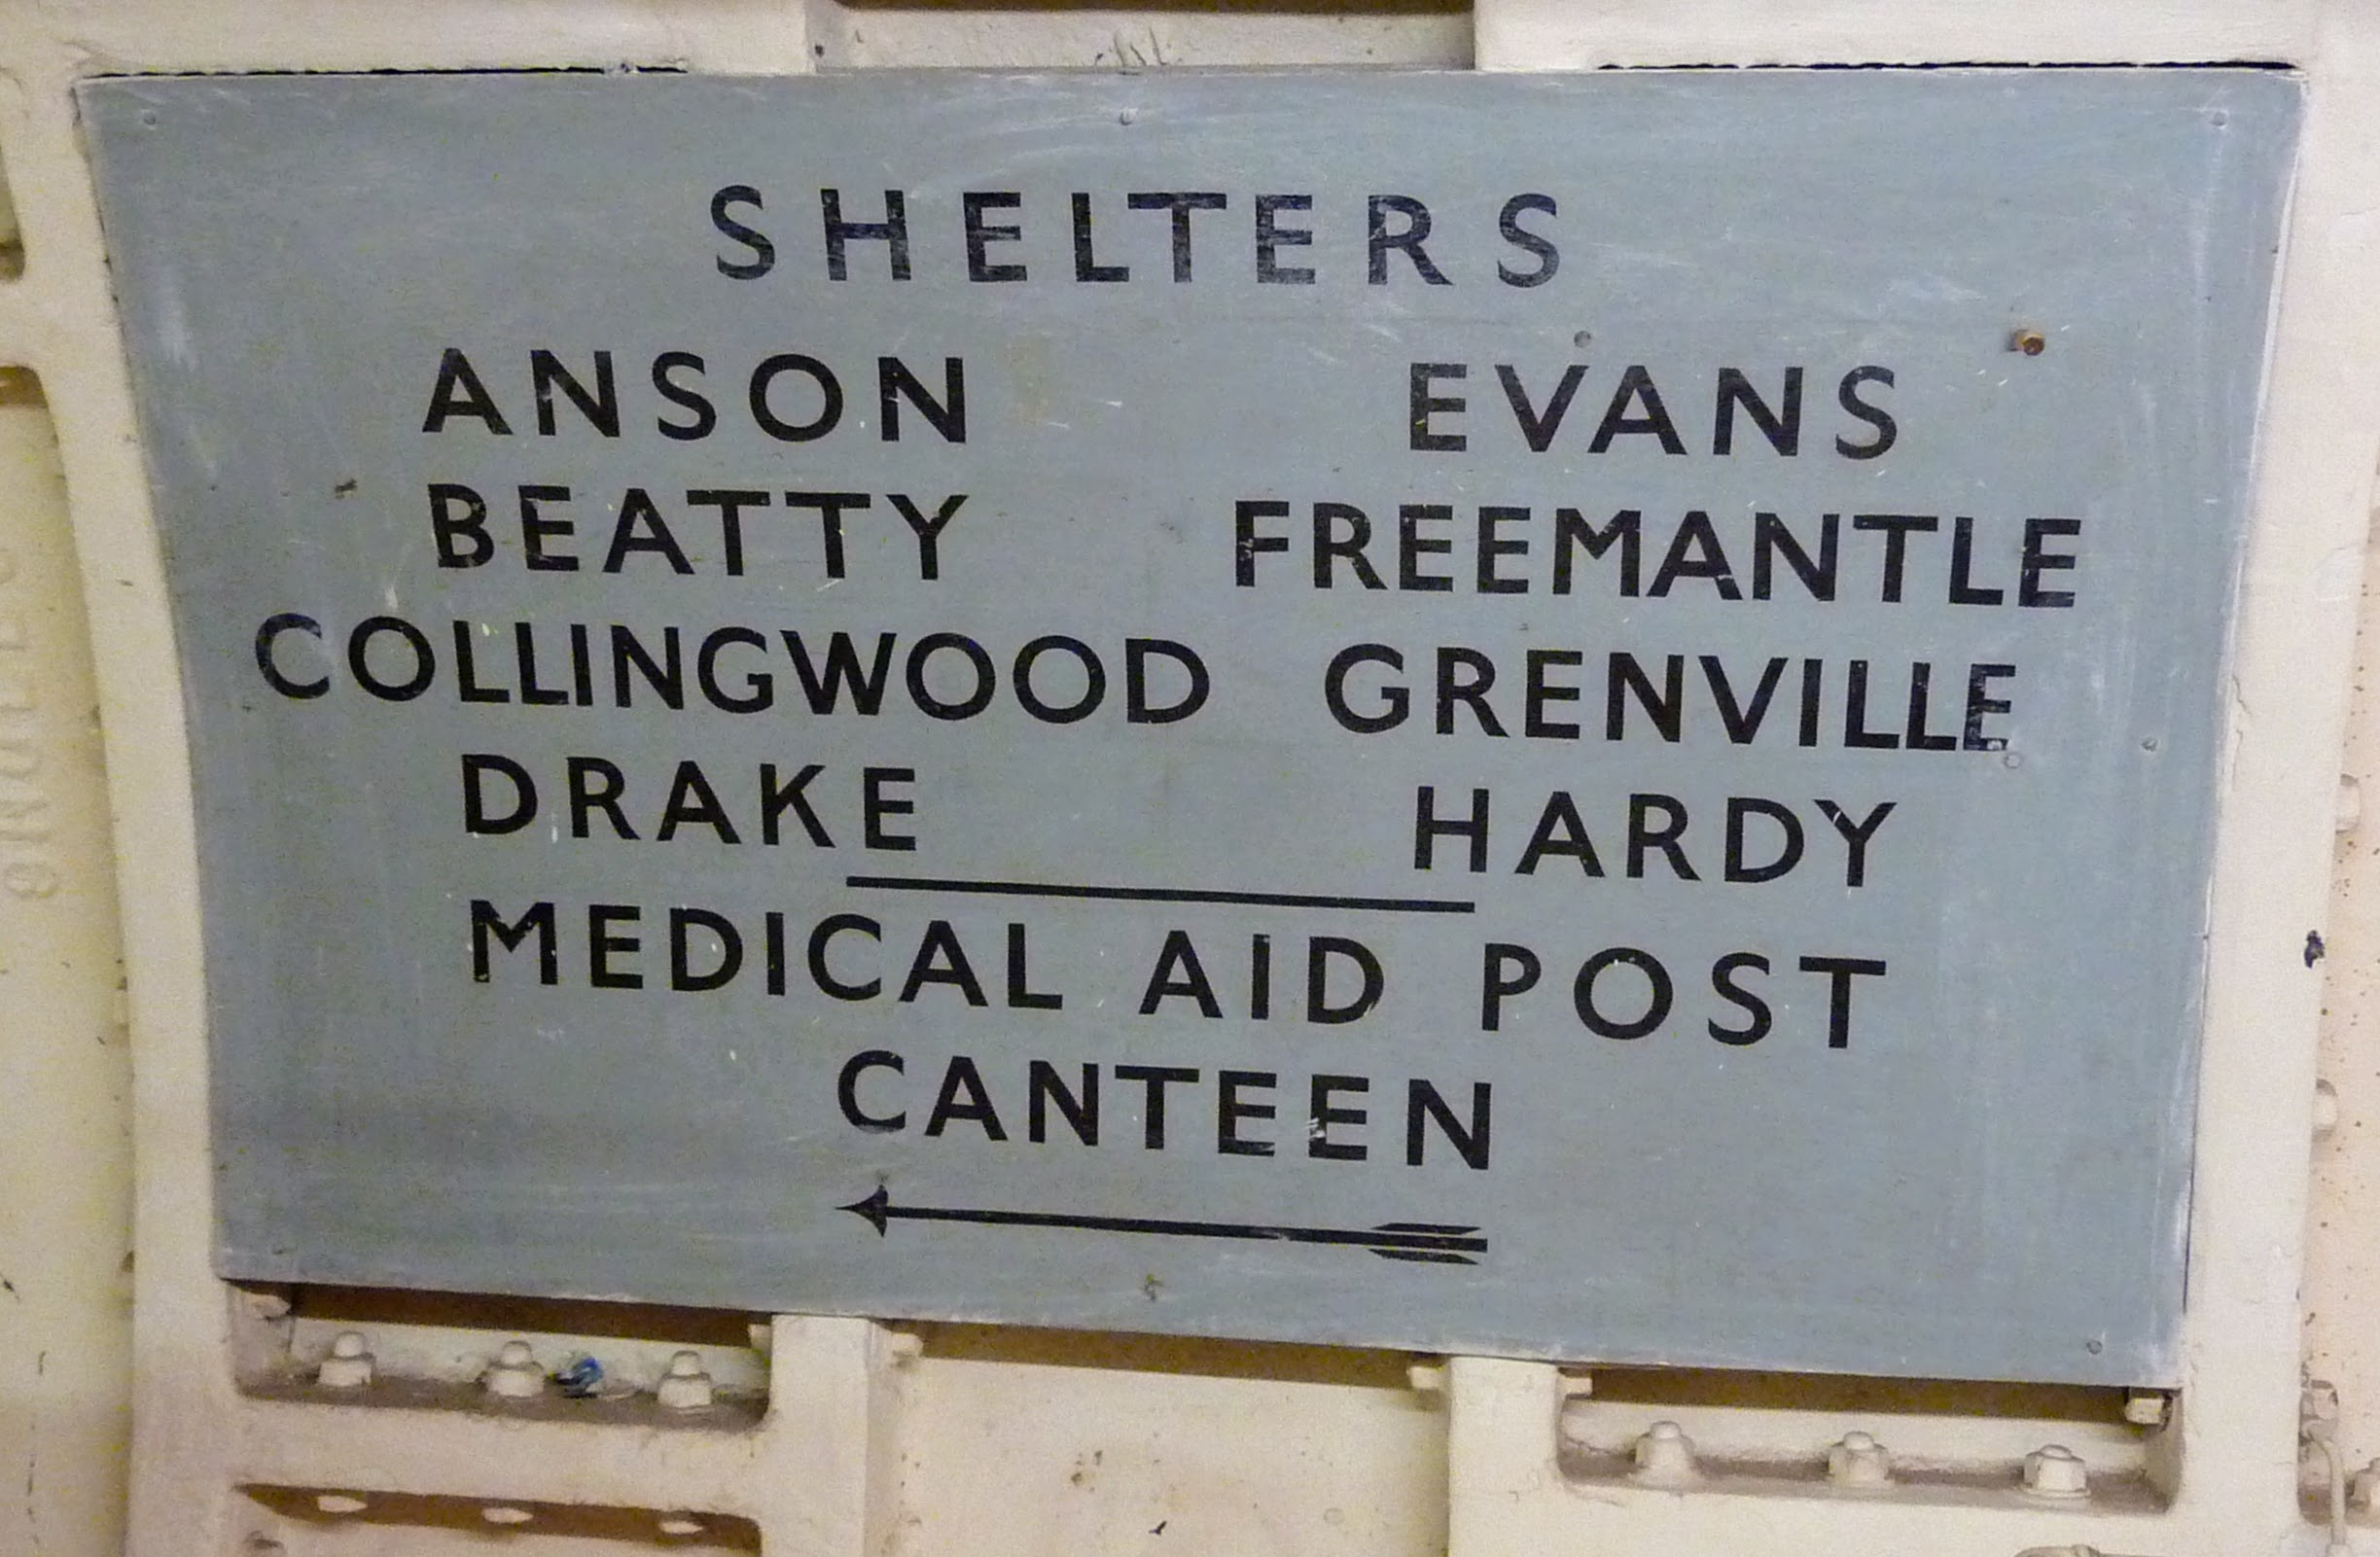 SHELTERS
ANSON EVANS
BEATTY FREEMANTLE
COLLINGWOOD GRENVILLE
DRAKE HARDY
MEDICAL AID POST
CANTEEN